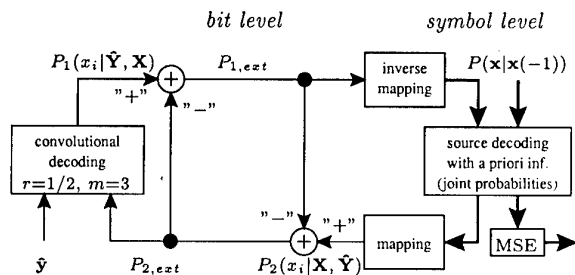 bit level
symbol level
P₁(xᵢ|Ŷ, X)
P₁,ext
P(x|x(−1))
"+"
"−"
inverse
mapping
convolutional
decoding
r=1/2, m=3
source decoding
with a priori inf.
(joint probabilities)
"−"
"+"
mapping
MSE
ŷ
P₂,ext
P₂(xᵢ|X, Ŷ)